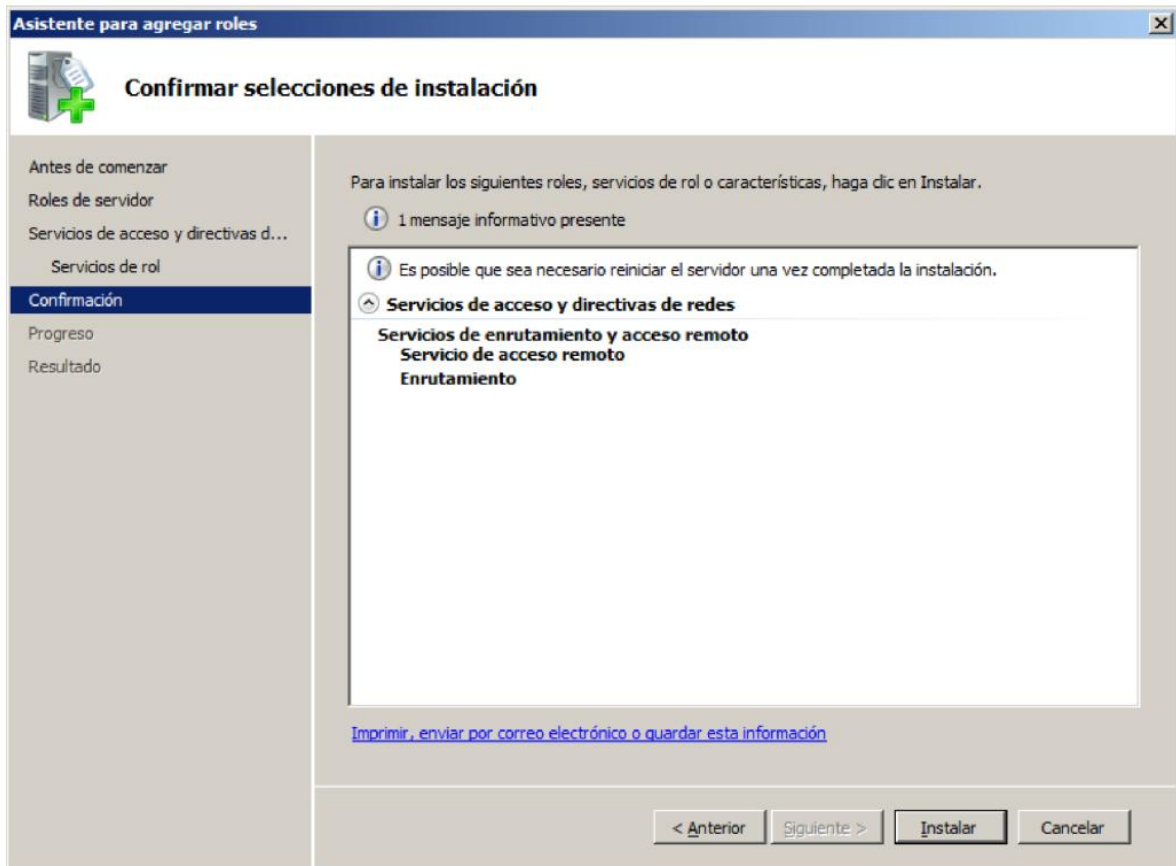 Asistente para agregar roles
Confirmar selecciones de instalación
Antes de comenzar
Roles de servidor
Servicios de acceso y directivas d...
Servicios de rol
Confirmación
Progreso
Resultado
Para instalar los siguientes roles, servicios de rol o características, haga clic en Instalar.
1 mensaje informativo presente
Es posible que sea necesario reiniciar el servidor una vez completada la instalación.
Servicios de acceso y directivas de redes
Servicios de enrutamiento y acceso remoto
Servicio de acceso remoto
Enrutamiento
Imprimir, enviar por correo electrónico o guardar esta información
< Anterior
Siguiente >
Instalar
Cancelar